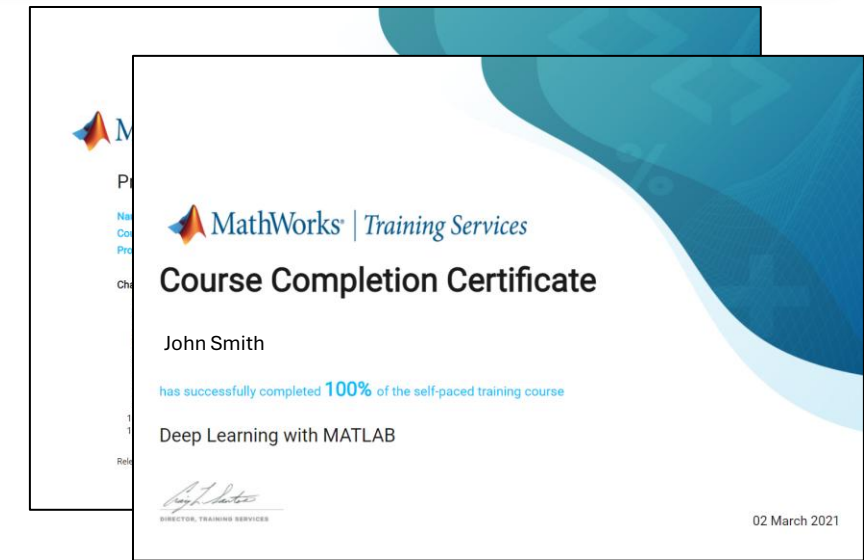 MathWorks® | Training Services
Course Completion Certificate
John Smith
has successfully completed 100% of the self-paced training course
Deep Learning with MATLAB
DIRECTOR, TRAINING SERVICES
02 March 2021